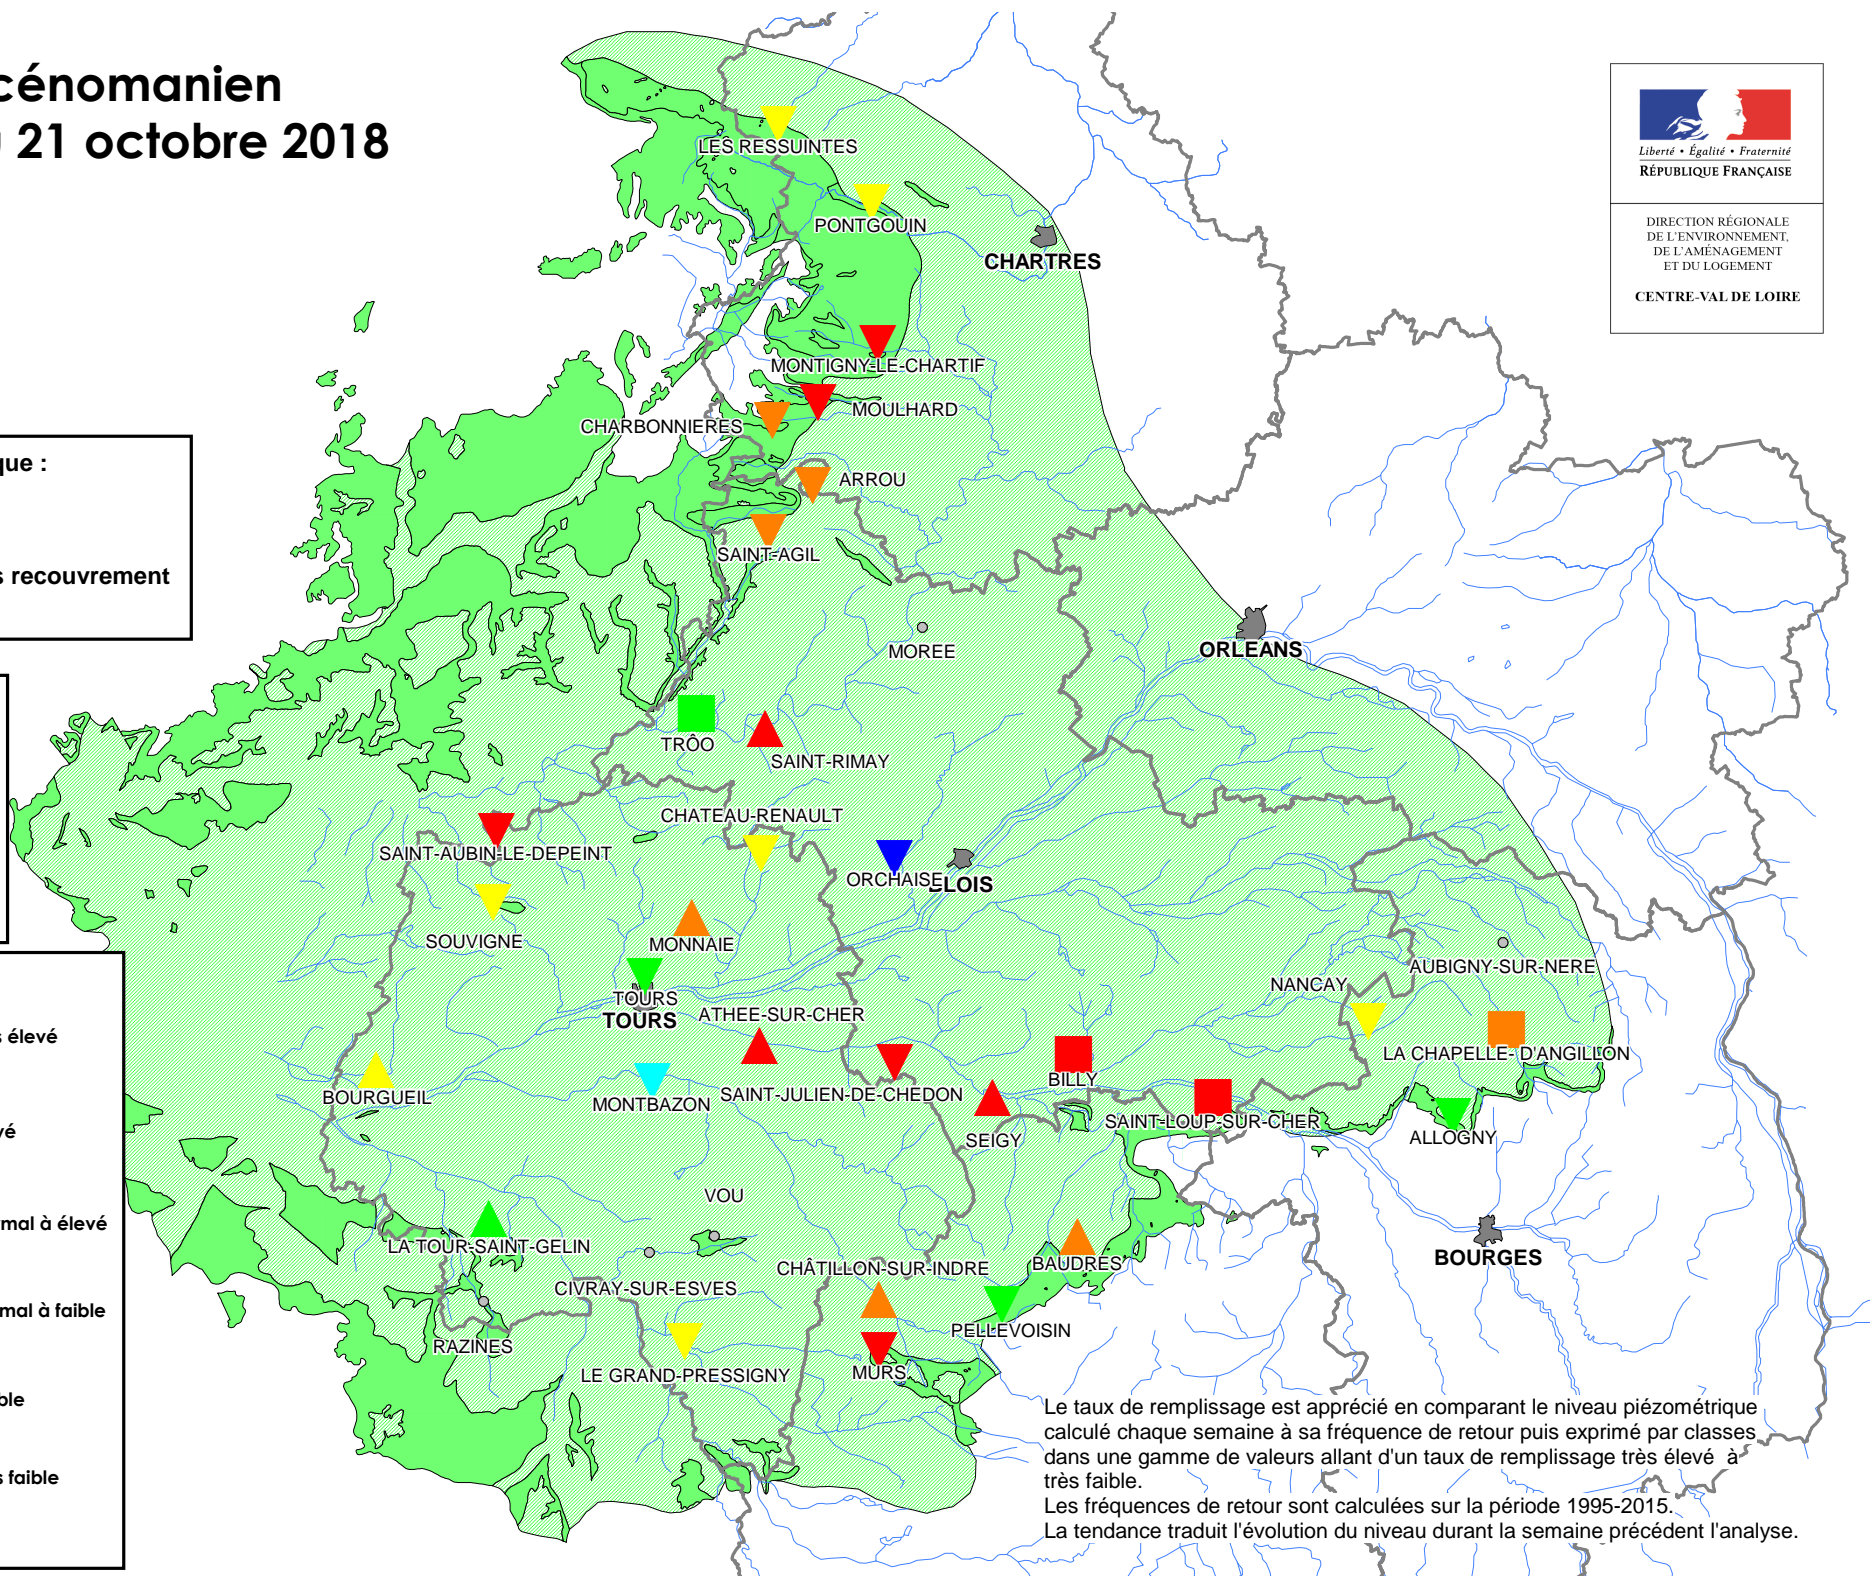 cénomanien
21 octobre 2018
Liberté • Égalité • Fraternité
RÉPUBLIQUE FRANÇAISE
DIRECTION RÉGIONALE
DE L'ENVIRONNEMENT,
DE L'AMÉNAGEMENT
ET DU LOGEMENT
CENTRE-VAL DE LOIRE
LES RESSUINTES
PONTGOUIN
CHARTRES
MONTIGNY-LE-CHARTIF
MOULHARD
CHARBONNIERES
que :
ARROU
SAINT-AGIL
s recouvrement
MOREE
ORLEANS
TRÔO
SAINT-RIMAY
CHATEAU-RENAULT
SAINT-AUBIN-LE-DEPEINT
ORCHAISE
LOIS
SOUVIGNE
MONNAIE
AUBIGNY-SUR-NERE
NANCAY
TOURS
TOURS
ATHEE-SUR-CHER
s élevé
LA CHAPELLE- D'ANGILLON
BILLY
BOURGUEIL
MONTBAZON
SAINT-JULIEN-DE-CHEDON
SAINT-LOUP-SUR-CHER
vé
SEIGY
ALLOGNY
VOU
mal à élevé
LA TOUR-SAINT-GELIN
BOURGES
BAUDRES
CHÂTILLON-SUR-INDRE
CIVRAY-SUR-ESVES
mal à faible
PELLEVOISIN
RAZINES
LE GRAND-PRESSIGNY
MURS
ble
s faible
Le taux de remplissage est apprécié en comparant le niveau piézométrique
calculé chaque semaine à sa fréquence de retour puis exprimé par classes
dans une gamme de valeurs allant d'un taux de remplissage très élevé à
très faible.
Les fréquences de retour sont calculées sur la période 1995-2015.
La tendance traduit l'évolution du niveau durant la semaine précédent l'analyse.